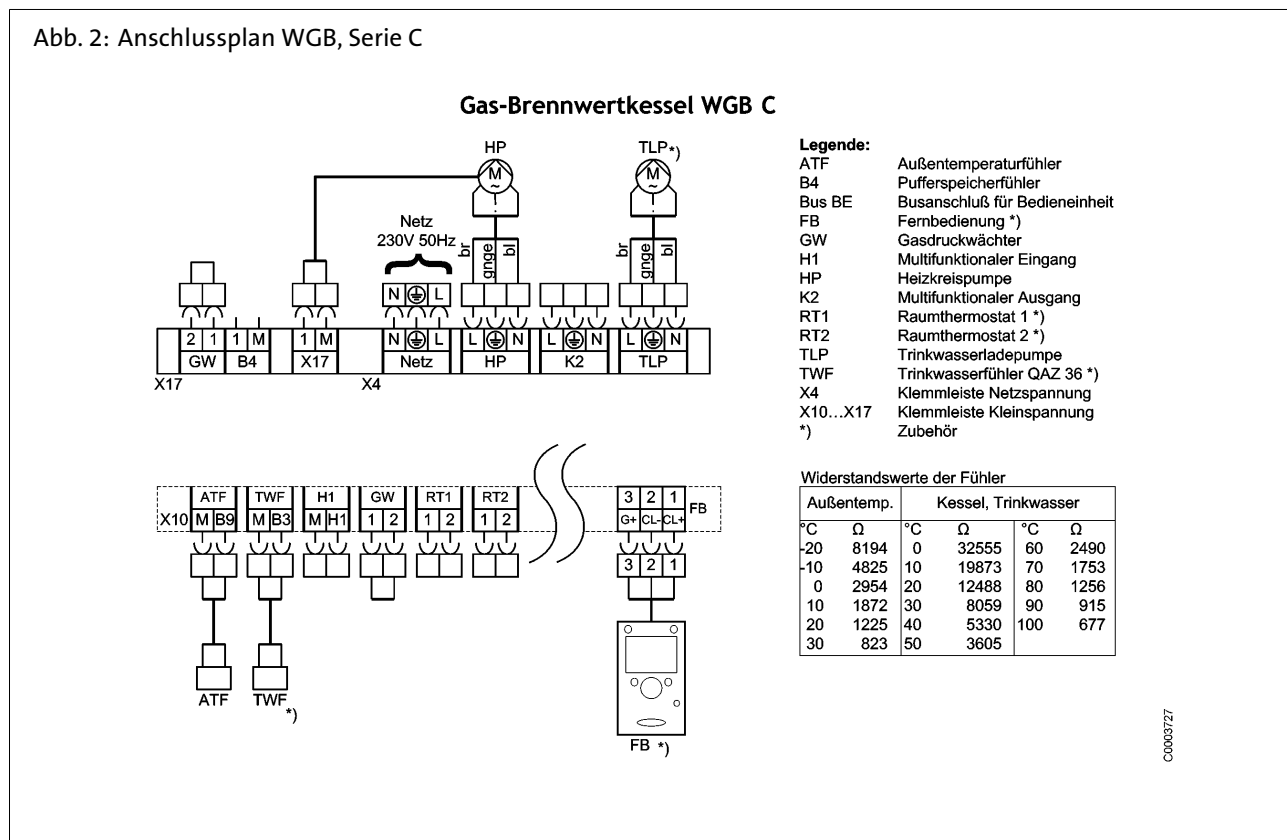 Abb. 2: Anschlussplan WGB, Serie C
Gas-Brennwertkessel WGB C
HP
TLP *)
M
~
M
~
Netz
230V 50Hz
br
gnge
bl
br
gnge
bl
N L
2 1 1 M 1 M N L L N L N L N
GW B4 X17 Netz HP K2 TLP
X17 X4
Legende:
ATF Außentemperaturfühler
B4 Pufferspeicherfühler
Bus BE Busanschluß für Bedieneinheit
FB Fernbedienung *)
GW Gasdruckwächter
H1 Multifunktionaler Eingang
HP Heizkreispumpe
K2 Multifunktionaler Ausgang
RT1 Raumthermostat 1 *)
RT2 Raumthermostat 2 *)
TLP Trinkwasserladepumpe
TWF Trinkwasserfühler QAZ 36 *)
X4 Klemmleiste Netzspannung
X10...X17 Klemmleiste Kleinspannung
*) Zubehör
ATF TWF H1 GW RT1 RT2 3 2 1 FB
X10 M B9 M B3 M H1 1 2 1 2 1 2 G+ CL- CL+
3 2 1
ATF TWF *)
FB *)
Widerstandswerte der Fühler
Außentemp. Kessel, Trinkwasser
°C Ω °C Ω °C Ω
-20 8194 0 32555 60 2490
-10 4825 10 19873 70 1753
0 2954 20 12488 80 1256
10 1872 30 8059 90 915
20 1225 40 5330 100 677
30 823 50 3605
C0003727